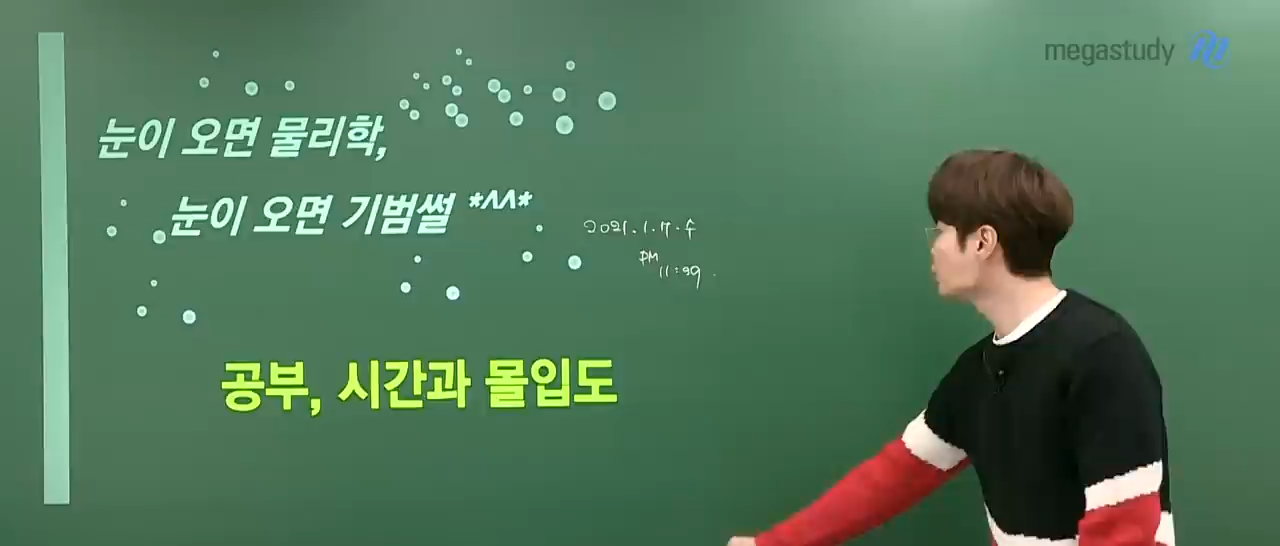 megastudy
눈이 오면 물리학,
눈이 오면 기범썰 *^^*
2021. 1. 17. 수
PM
11:99.
공부, 시간과 몰입도